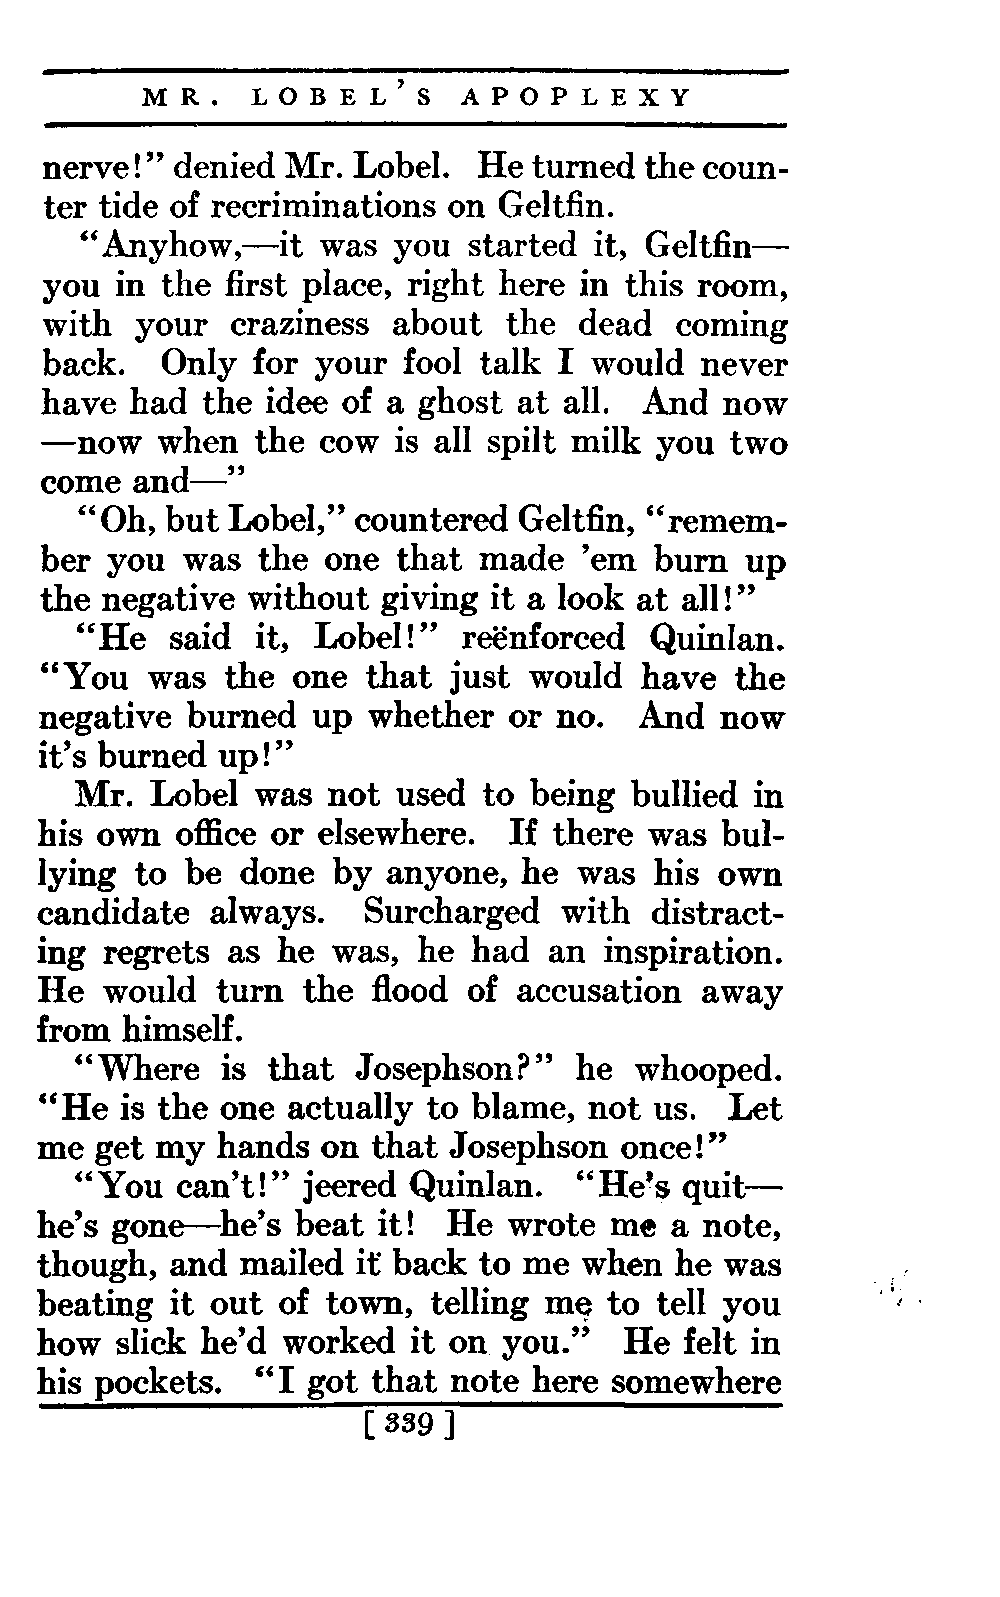 MR. LOBEL'S APOPLEXY
nerve!" denied Mr. Lobel. He turned the coun-
ter tide of recriminations on Geltfin.
"Anyhow,—it was you started it, Geltfin—
you in the first place, right here in this room,
with your craziness about the dead coming
back. Only for your fool talk I would never
have had the idee of a ghost at all. And now
—now when the cow is all spilt milk you two
come and—"
"Oh, but Lobel," countered Geltfin, "remem-
ber you was the one that made 'em burn up
the negative without giving it a look at all!"
"He said it, Lobel!" reënforced Quinlan.
"You was the one that just would have the
negative burned up whether or no. And now
it's burned up!"
Mr. Lobel was not used to being bullied in
his own office or elsewhere. If there was bul-
lying to be done by anyone, he was his own
candidate always. Surcharged with distract-
ing regrets as he was, he had an inspiration.
He would turn the flood of accusation away
from himself.
"Where is that Josephson?" he whooped.
"He is the one actually to blame, not us. Let
me get my hands on that Josephson once!"
"You can't!" jeered Quinlan. "He's quit—
he's gone—he's beat it! He wrote me a note,
though, and mailed it back to me when he was
beating it out of town, telling me to tell you
how slick he'd worked it on you." He felt in
his pockets. "I got that note here somewhere
[339]